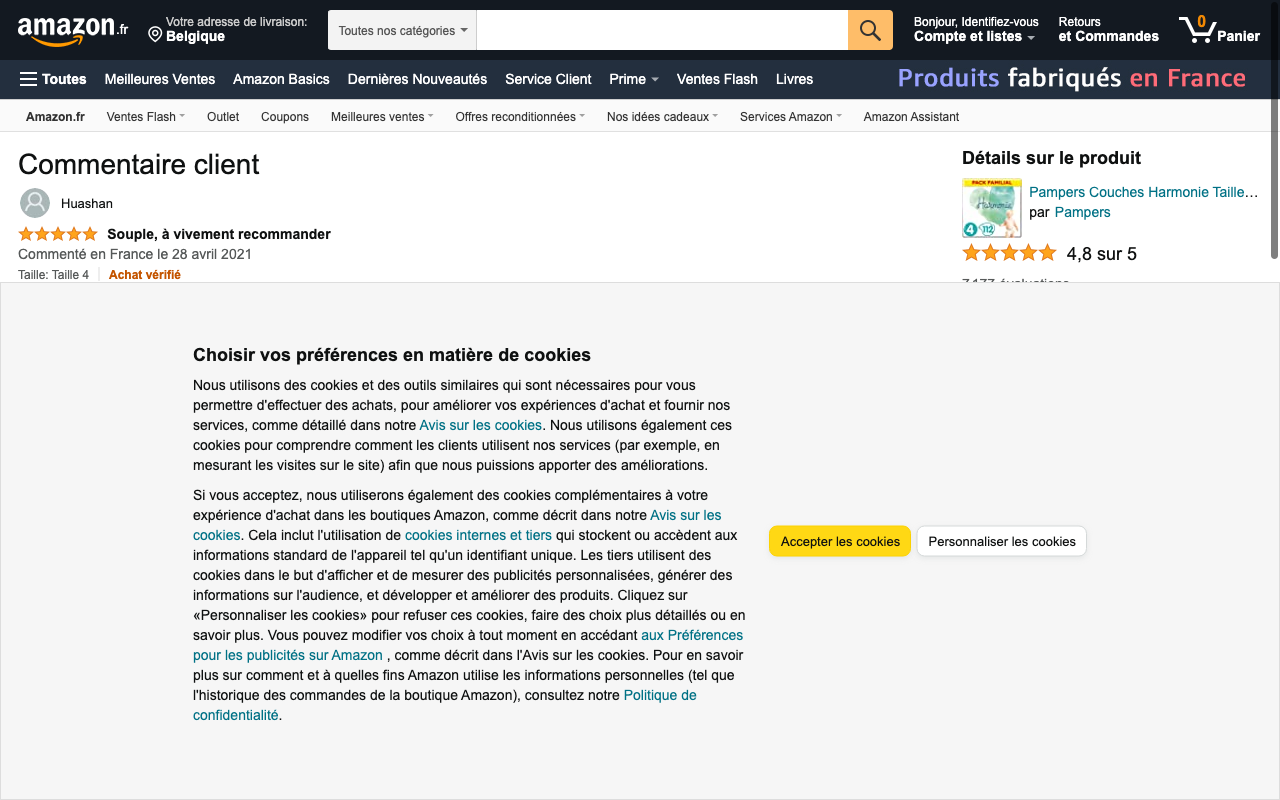 amazon.fr
Votre adresse de livraison:
Belgique
Toutes nos catégories
Bonjour, Identifiez-vous
Compte et listes
Retours
et Commandes
0
Panier
Toutes
Meilleures Ventes
Amazon Basics
Dernières Nouveautés
Service Client
Prime
Ventes Flash
Livres
Produits fabriqués en France
Amazon.fr
Ventes Flash
Outlet
Coupons
Meilleures ventes
Offres reconditionnées
Nos idées cadeaux
Services Amazon
Amazon Assistant
Commentaire client
Huashan
Souple, à vivement recommander
Commenté en France le 28 avril 2021
Taille: Taille 4
Achat vérifié
Détails sur le produit
PACK FAMILIAL
Harmonie
4
112
Pampers Couches Harmonie Taille…
par Pampers
4,8 sur 5
Choisir vos préférences en matière de cookies
Nous utilisons des cookies et des outils similaires qui sont nécessaires pour vous
permettre d'effectuer des achats, pour améliorer vos expériences d'achat et fournir nos
services, comme détaillé dans notre Avis sur les cookies. Nous utilisons également ces
cookies pour comprendre comment les clients utilisent nos services (par exemple, en
mesurant les visites sur le site) afin que nous puissions apporter des améliorations.
Si vous acceptez, nous utiliserons également des cookies complémentaires à votre
expérience d'achat dans les boutiques Amazon, comme décrit dans notre Avis sur les
cookies. Cela inclut l'utilisation de cookies internes et tiers qui stockent ou accèdent aux
informations standard de l'appareil tel qu'un identifiant unique. Les tiers utilisent des
cookies dans le but d'afficher et de mesurer des publicités personnalisées, générer des
informations sur l'audience, et développer et améliorer des produits. Cliquez sur
«Personnaliser les cookies» pour refuser ces cookies, faire des choix plus détaillés ou en
savoir plus. Vous pouvez modifier vos choix à tout moment en accédant aux Préférences
pour les publicités sur Amazon , comme décrit dans l'Avis sur les cookies. Pour en savoir
plus sur comment et à quelles fins Amazon utilise les informations personnelles (tel que
l'historique des commandes de la boutique Amazon), consultez notre Politique de
confidentialité.
Accepter les cookies
Personnaliser les cookies